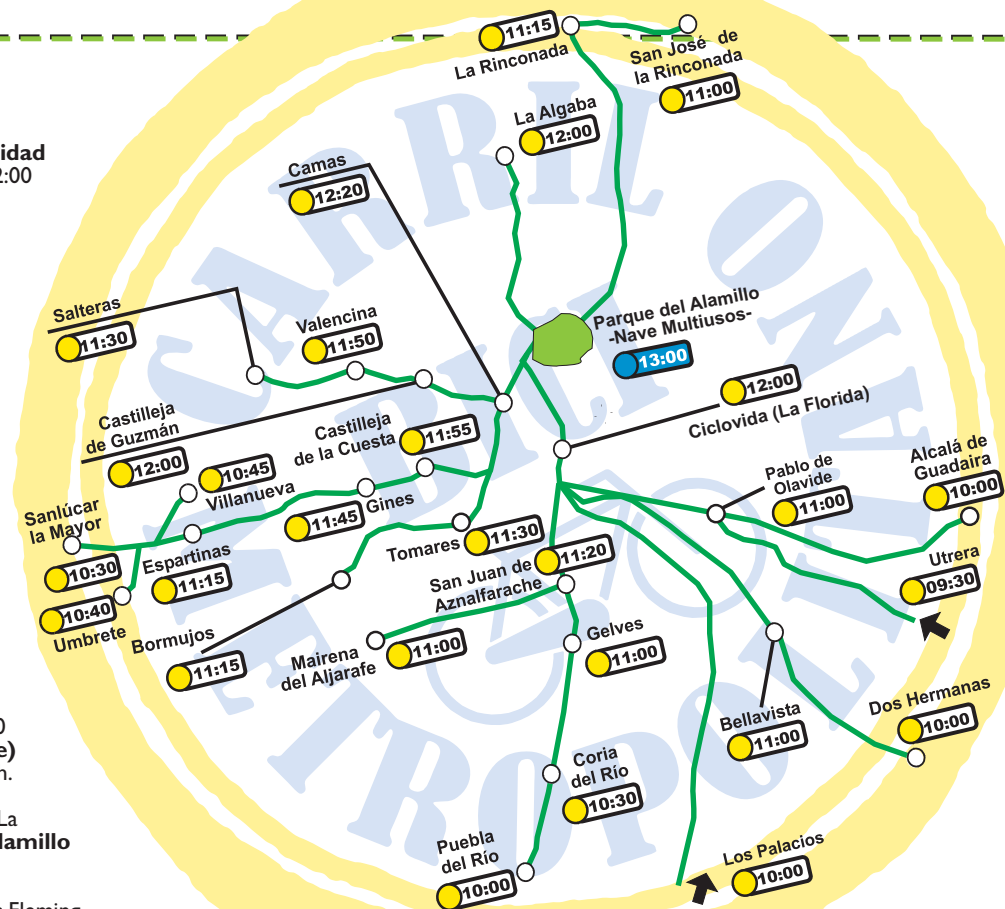 CARRIL BICI ONANTE METROPOLITANA
11:15
La Rinconada
San José de
la Rinconada
11:00
La Algaba
12:00
idad
2:00
Camas
12:20
Salteras
11:30
Valencina
11:50
Parque del Alamillo
-Nave Multiusos-
13:00
12:00
Ciclovida (La Florida)
Castilleja
de Guzmán
12:00
Castilleja
de la Cuesta
11:55
10:45
Villanueva
11:45
Gines
Sanlúcar
la Mayor
10:30
10:40
Umbrete
Espartinas
11:15
Tomares
11:30
Bormujos
11:15
San Juan de
Aznalfarache
11:20
Mairena
del Aljarafe
11:00
Gelves
11:00
Pablo de
Olavide
11:00
Alcalá de
Guadaira
10:00
Utrera
09:30
Bellavista
11:00
Dos Hermanas
10:00
Coria
del Río
10:30
Puebla
del Río
10:00
Los Palacios
10:00
0
e)
n.
La
lamillo
Fleming